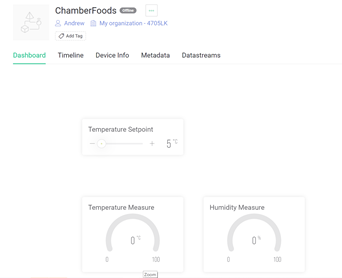 ChamberFoods Offline ...
Andrew My organization - 4705LK
Add Tag
Dashboard Timeline Device Info Metadata Datastreams
Temperature Setpoint
− + 5 °C
Temperature Measure Humidity Measure
0 °C 0 %
0 100 0 100
Zoom